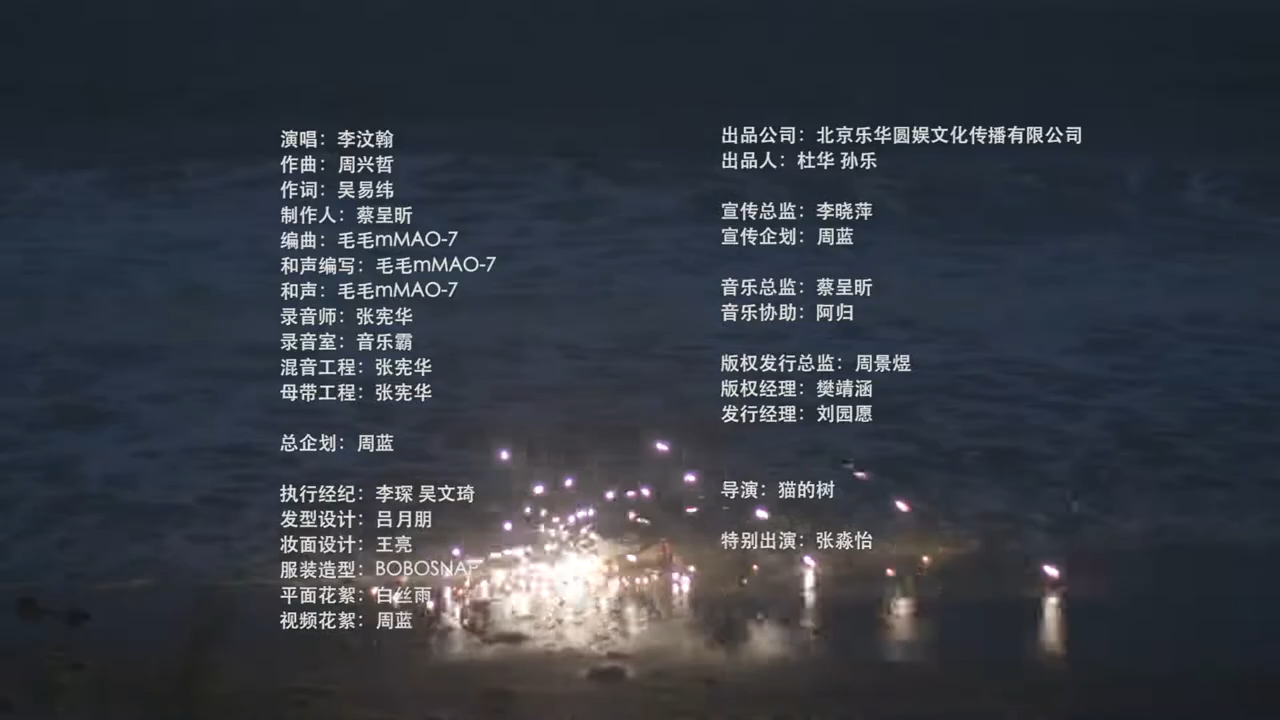 演唱：李汶翰
作曲：周兴哲
作词：吴易纬
制作人：蔡呈昕
编曲：毛毛mMAO-7
和声编写：毛毛mMAO-7
和声：毛毛mMAO-7
录音师：张宪华
录音室：音乐霸
混音工程：张宪华
母带工程：张宪华
总企划：周蓝
执行经纪：李琛 吴文琦
发型设计：吕月朋
妆面设计：王亮
服装造型：BOBOSNAP
平面花絮：白丝雨
视频花絮：周蓝
出品公司：北京乐华圆娱文化传播有限公司
出品人：杜华 孙乐
宣传总监：李晓萍
宣传企划：周蓝
音乐总监：蔡呈昕
音乐协助：阿归
版权发行总监：周景煜
版权经理：樊靖涵
发行经理：刘园愿
导演：猫的树
特别出演：张淼怡